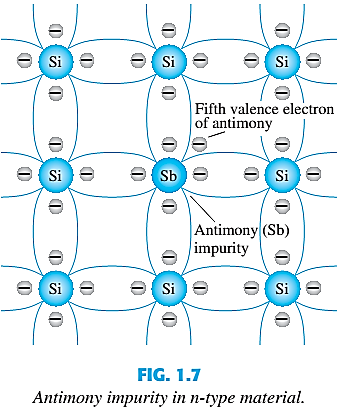 Si Si Si
Fifth valence electron
of antimony
Si Sb Si
Antimony (Sb)
impurity
Si Si Si
FIG. 1.7
Antimony impurity in n-type material.